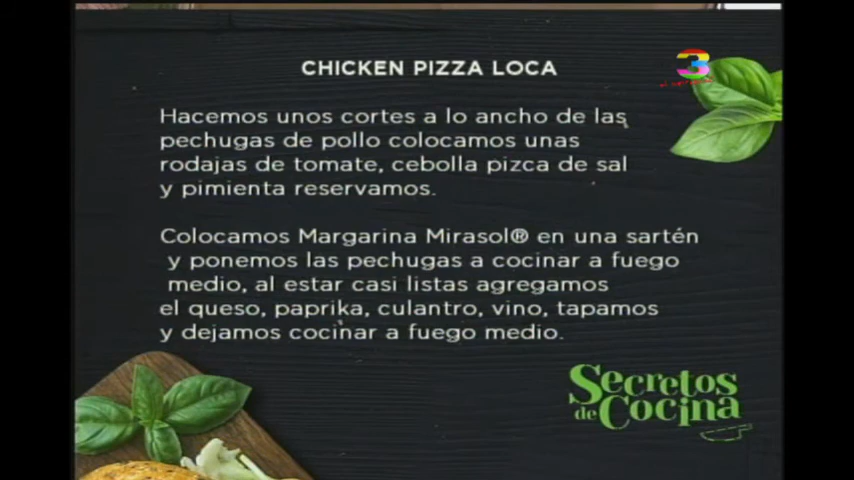 CHICKEN PIZZA LOCA
3
Hacemos unos cortes a lo ancho de las
pechugas de pollo colocamos unas
rodajas de tomate, cebolla pizca de sal
y pimienta reservamos.
Colocamos Margarina Mirasol® en una sartén
y ponemos las pechugas a cocinar a fuego
medio, al estar casi listas agregamos
el queso, paprika, culantro, vino, tapamos
y dejamos cocinar a fuego medio.
Secretos
de Cocina